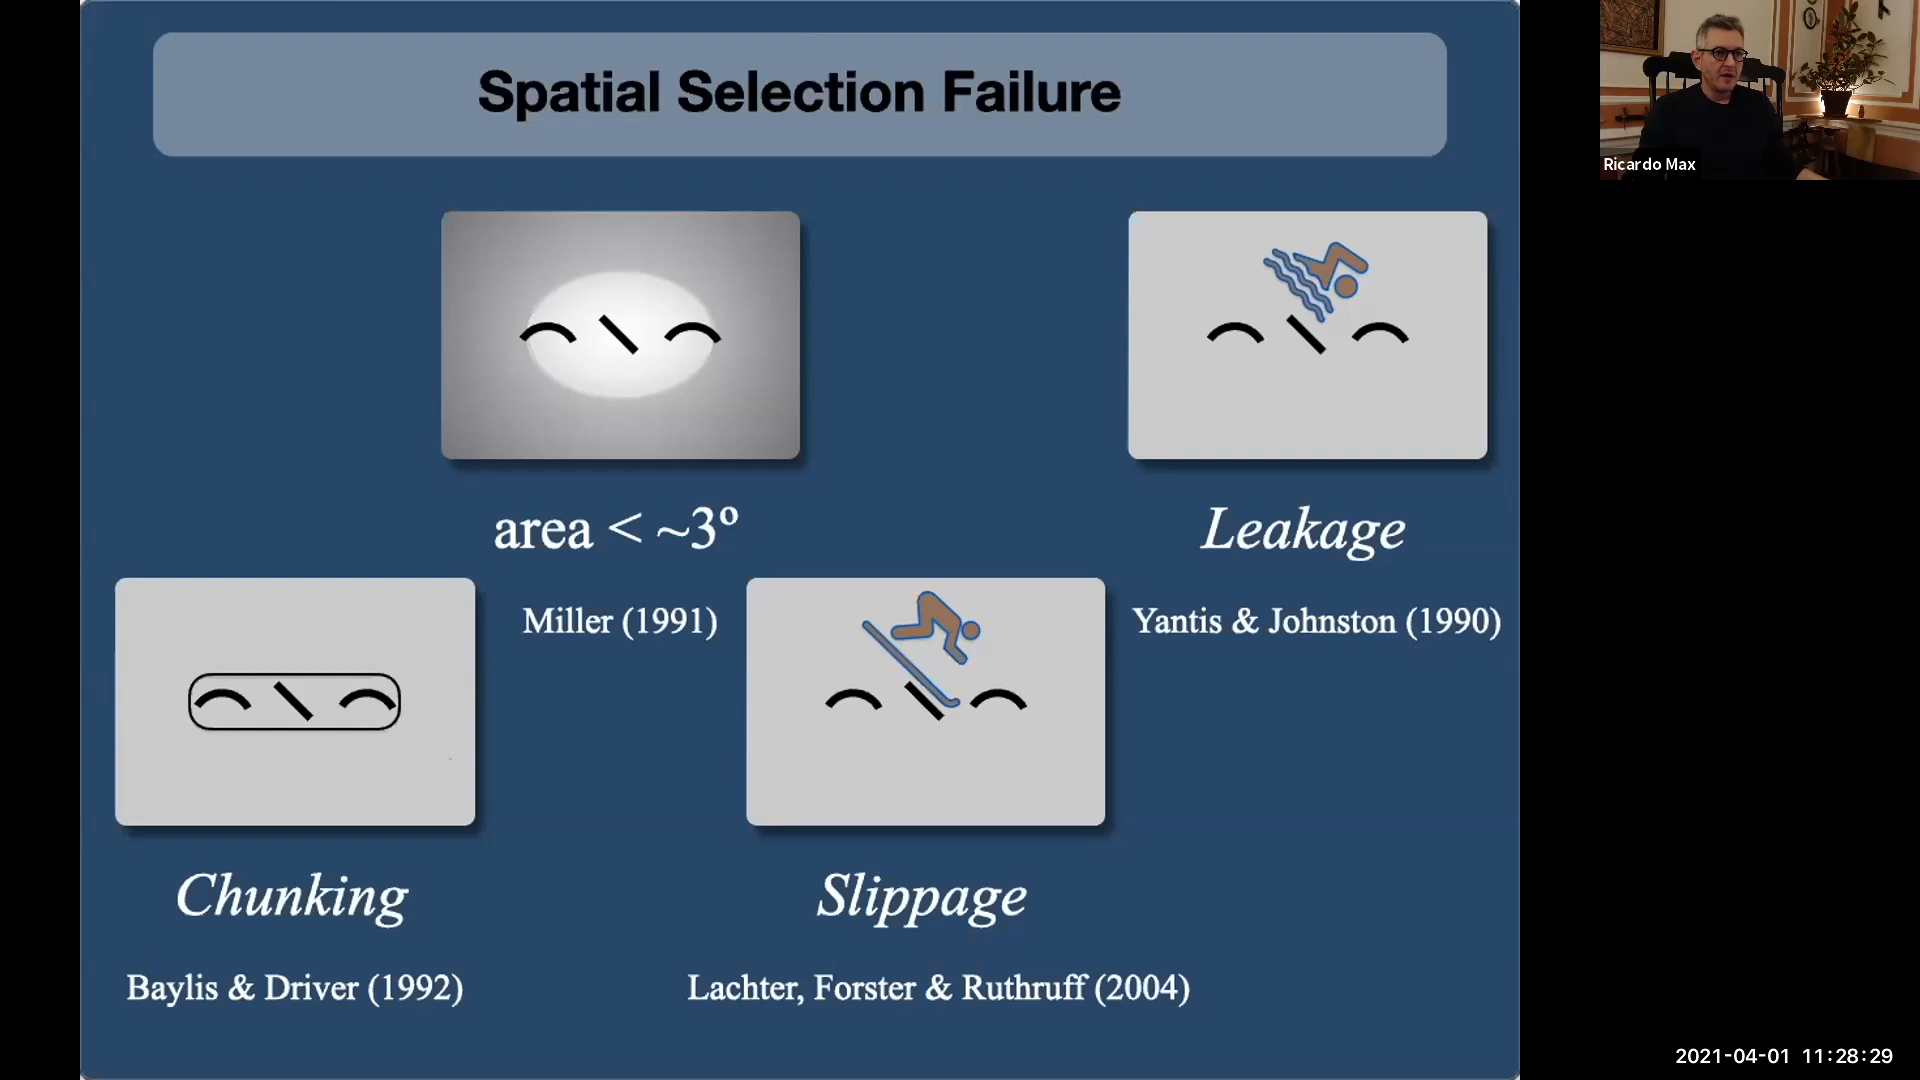 Spatial Selection Failure
Ricardo Max
area < ~3º
Miller (1991)
Leakage
Yantis & Johnston (1990)
Chunking
Baylis & Driver (1992)
Slippage
Lachter, Forster & Ruthruff (2004)
2021-04-01 11:28:29